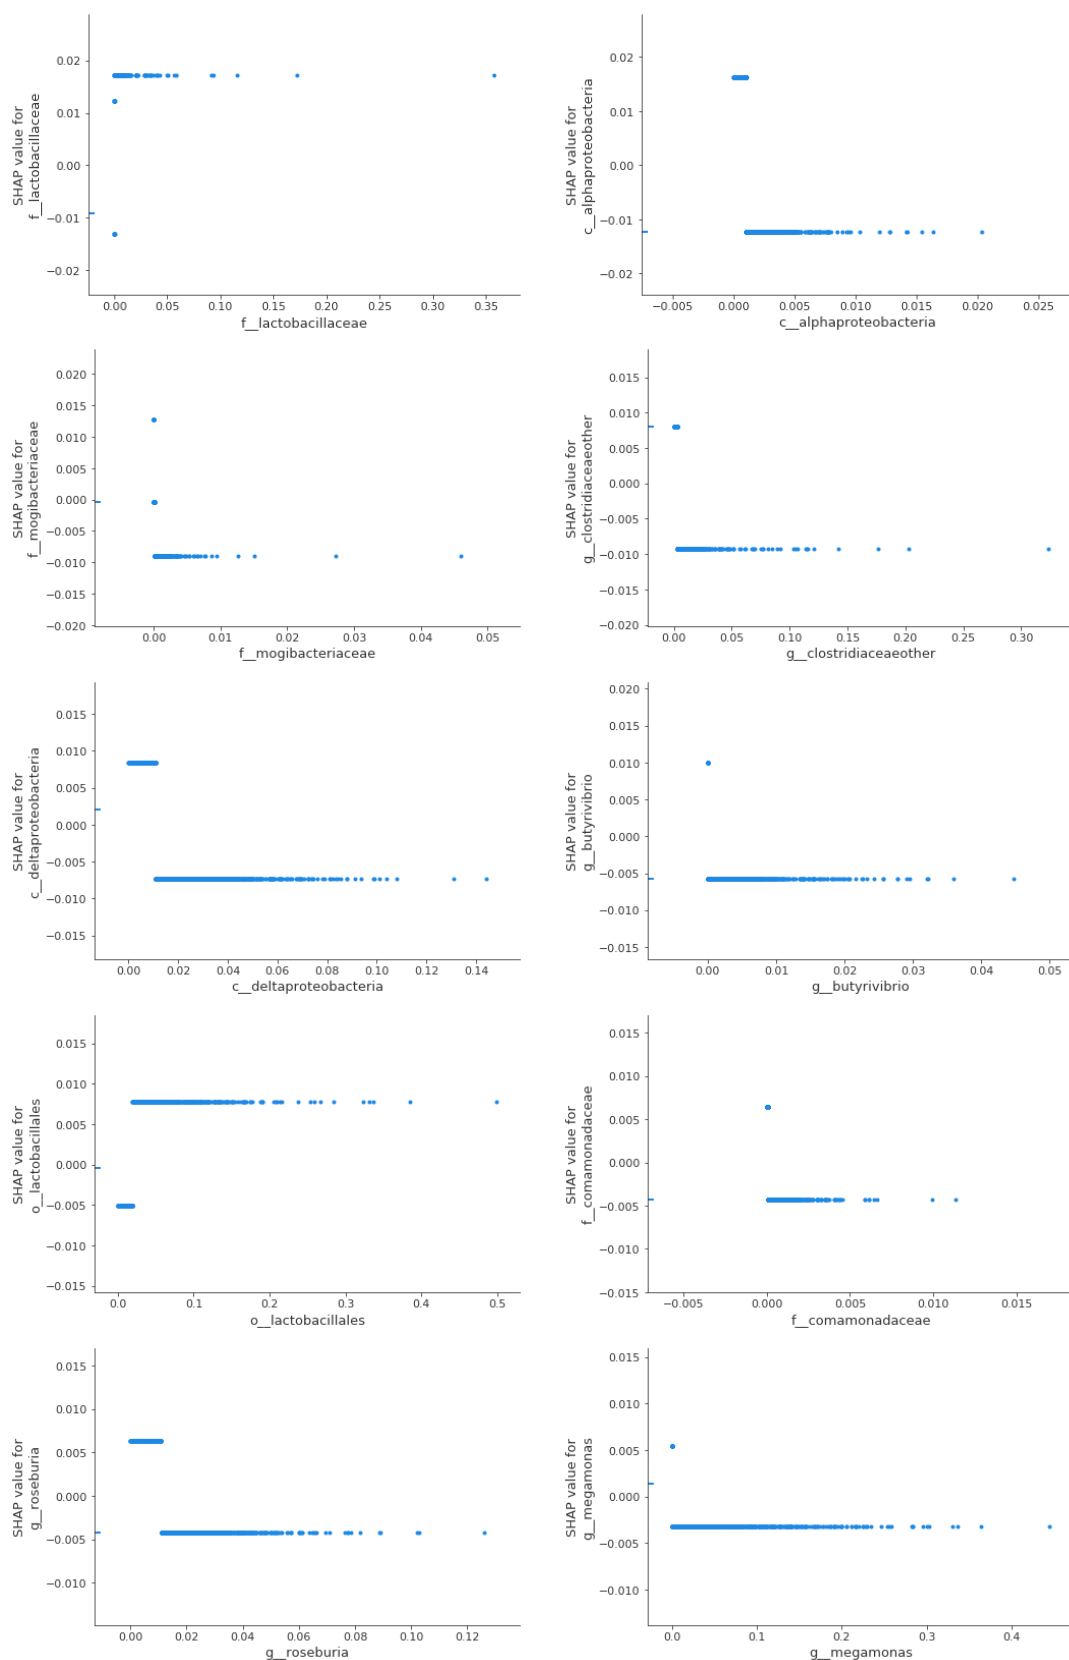 SHAP value for
f__lactobacillaceae
0.02
0.01
0.00
−0.01
−0.02
0.00 0.05 0.10 0.15 0.20 0.25 0.30 0.35
f__lactobacillaceae
SHAP value for
c__alphaproteobacteria
0.02
0.01
0.00
−0.01
−0.02
−0.005 0.000 0.005 0.010 0.015 0.020 0.025
c__alphaproteobacteria
SHAP value for
f__mogibacteriaceae
0.020
0.015
0.010
0.005
0.000
−0.005
−0.010
−0.015
−0.020
0.00 0.01 0.02 0.03 0.04 0.05
f__mogibacteriaceae
SHAP value for
g__clostridiaceaeother
0.015
0.010
0.005
0.000
−0.005
−0.010
−0.015
−0.020
0.00 0.05 0.10 0.15 0.20 0.25 0.30
g__clostridiaceaeother
SHAP value for
c__deltaproteobacteria
0.015
0.010
0.005
0.000
−0.005
−0.010
−0.015
0.00 0.02 0.04 0.06 0.08 0.10 0.12 0.14
c__deltaproteobacteria
SHAP value for
g__butyrivibrio
0.020
0.015
0.010
0.005
0.000
−0.005
−0.010
−0.015
0.00 0.01 0.02 0.03 0.04 0.05
g__butyrivibrio
SHAP value for
o__lactobacillales
0.015
0.010
0.005
0.000
−0.005
−0.010
−0.015
0.0 0.1 0.2 0.3 0.4 0.5
o__lactobacillales
SHAP value for
f__comamonadaceae
0.015
0.010
0.005
0.000
−0.005
−0.010
−0.015
−0.005 0.000 0.005 0.010 0.015
f__comamonadaceae
SHAP value for
g__roseburia
0.015
0.010
0.005
0.000
−0.005
−0.010
0.00 0.02 0.04 0.06 0.08 0.10 0.12
g__roseburia
SHAP value for
g__megamonas
0.015
0.010
0.005
0.000
−0.005
−0.010
0.0 0.1 0.2 0.3 0.4
g__megamonas